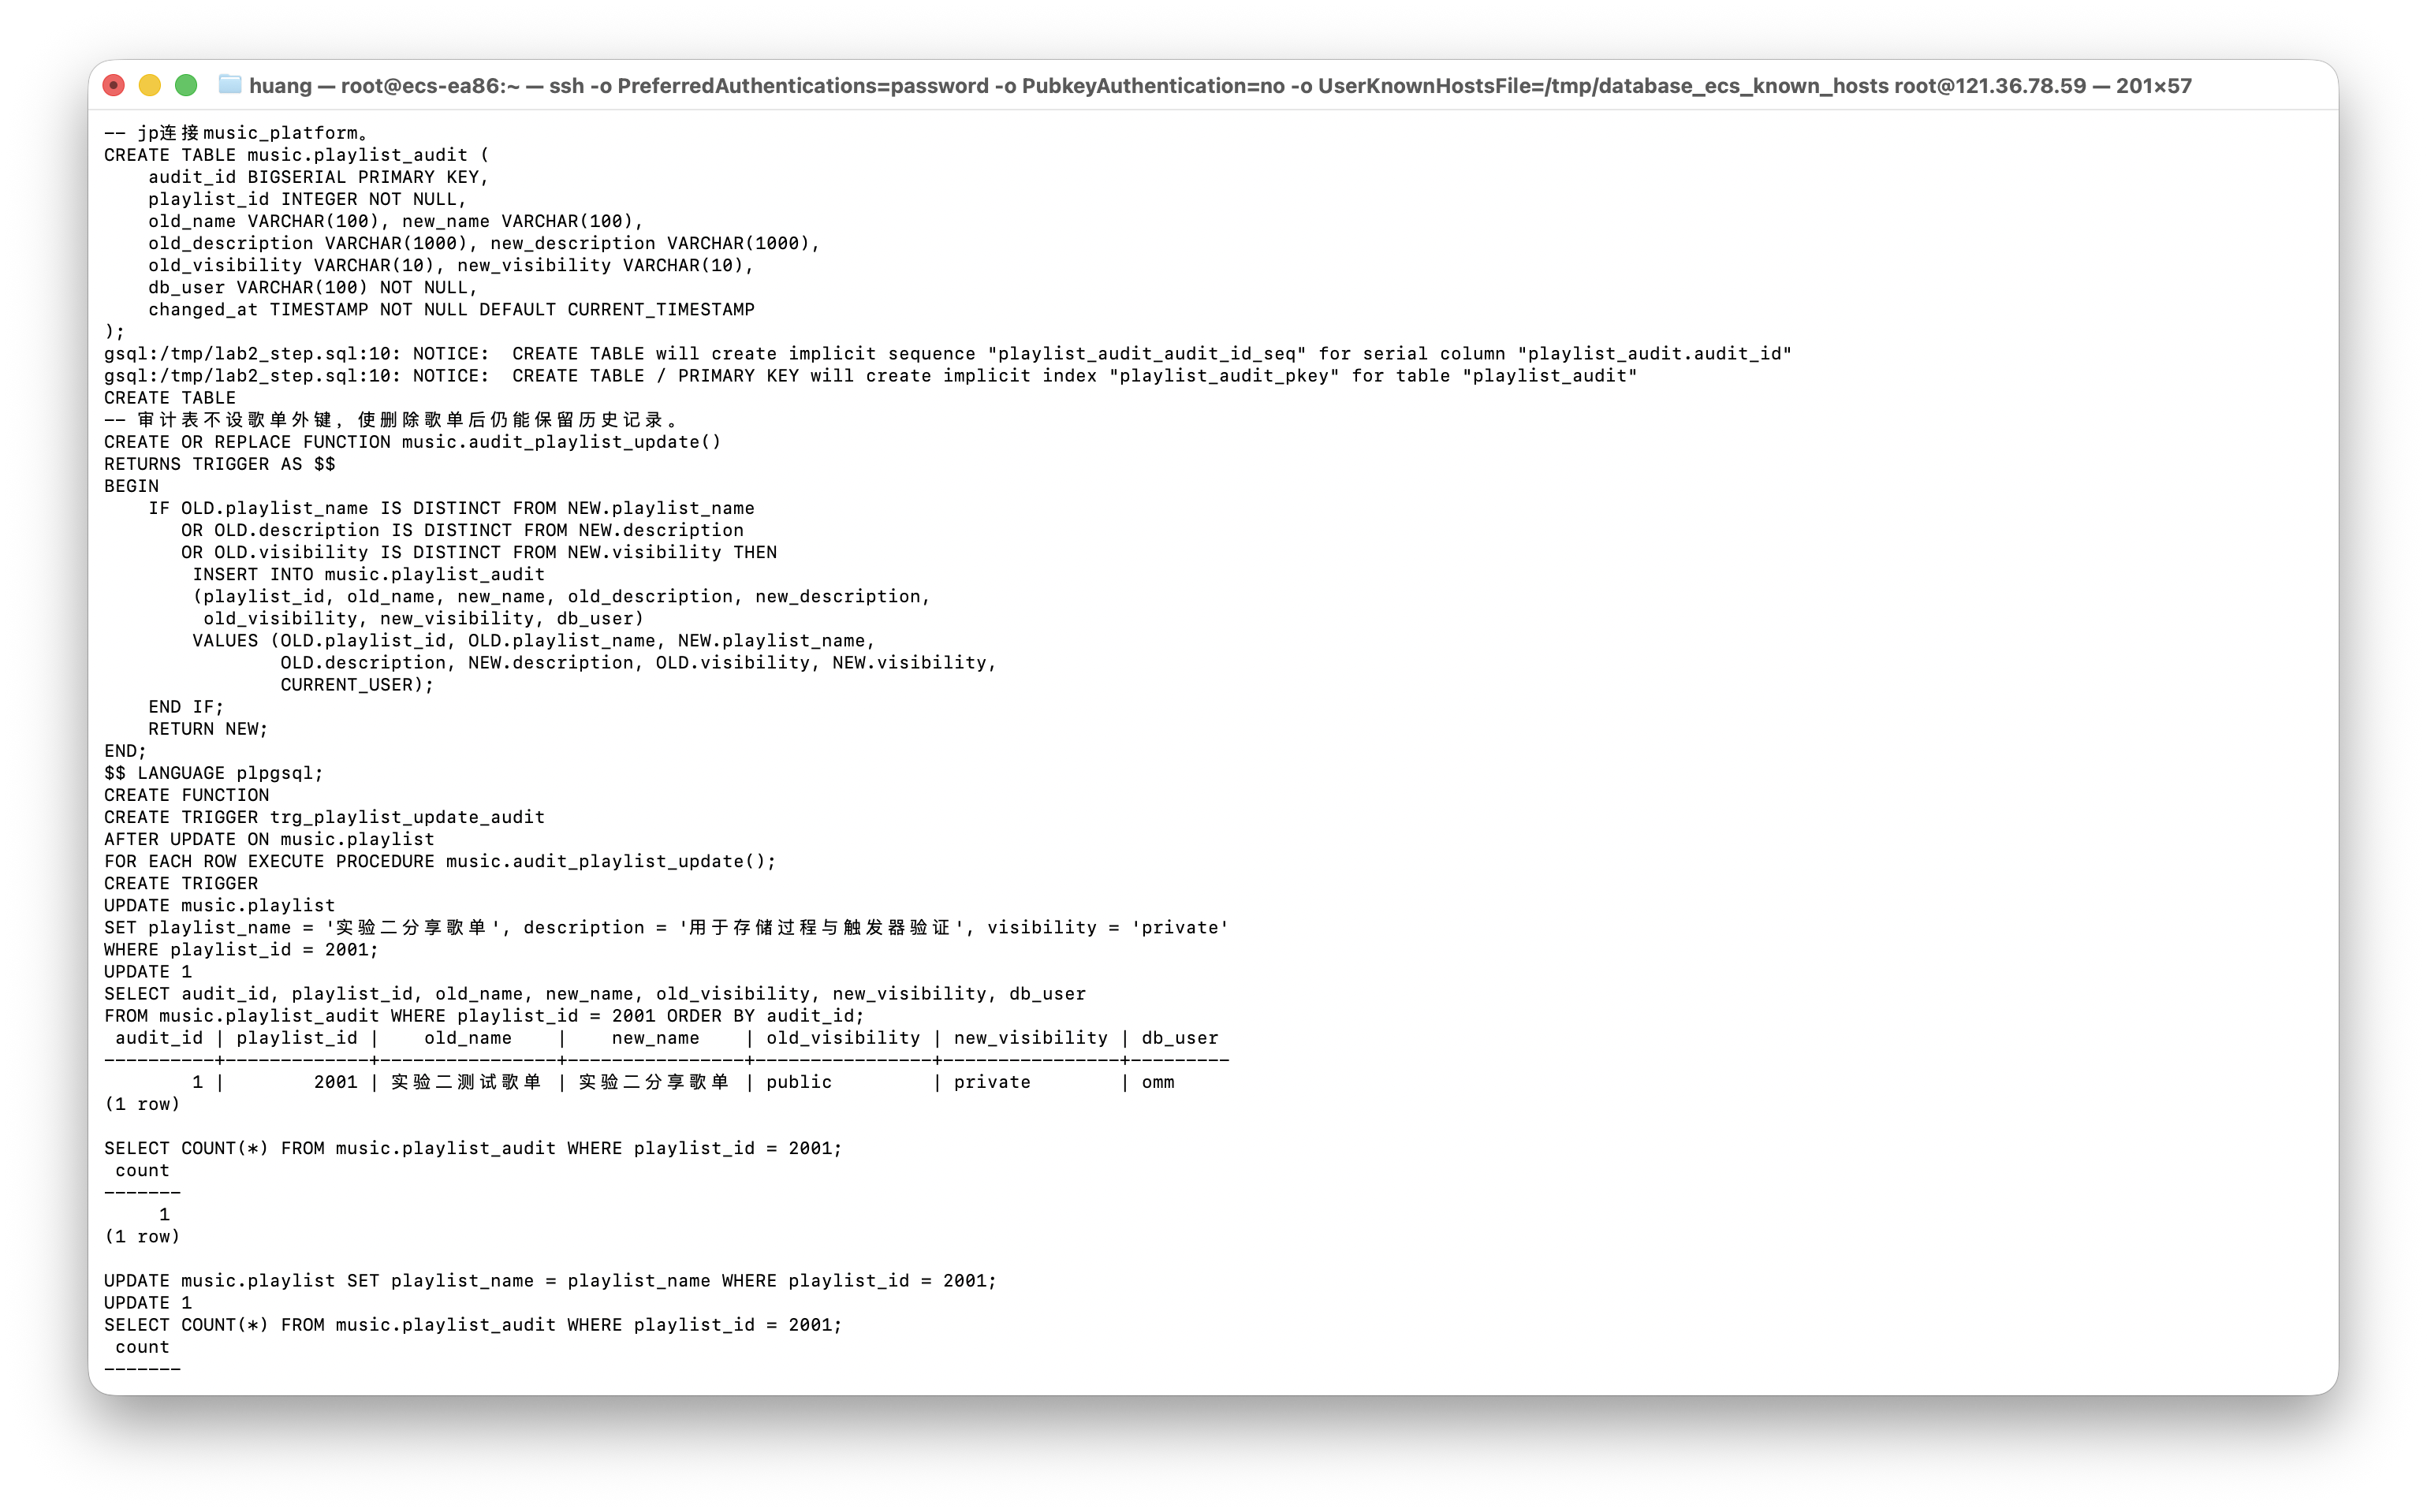 huang — root@ecs-ea86:~ — ssh -o PreferredAuthentications=password -o PubkeyAuthentication=no -o UserKnownHostsFile=/tmp/database_ecs_known_hosts root@121.36.78.59 — 201×57
-- jp连接music_platform。
CREATE TABLE music.playlist_audit (
    audit_id BIGSERIAL PRIMARY KEY,
    playlist_id INTEGER NOT NULL,
    old_name VARCHAR(100), new_name VARCHAR(100),
    old_description VARCHAR(1000), new_description VARCHAR(1000),
    old_visibility VARCHAR(10), new_visibility VARCHAR(10),
    db_user VARCHAR(100) NOT NULL,
    changed_at TIMESTAMP NOT NULL DEFAULT CURRENT_TIMESTAMP
);
gsql:/tmp/lab2_step.sql:10: NOTICE:  CREATE TABLE will create implicit sequence "playlist_audit_audit_id_seq" for serial column "playlist_audit.audit_id"
gsql:/tmp/lab2_step.sql:10: NOTICE:  CREATE TABLE / PRIMARY KEY will create implicit index "playlist_audit_pkey" for table "playlist_audit"
CREATE TABLE
-- 审计表不设歌单外键，使删除歌单后仍能保留历史记录。
CREATE OR REPLACE FUNCTION music.audit_playlist_update()
RETURNS TRIGGER AS $$
BEGIN
    IF OLD.playlist_name IS DISTINCT FROM NEW.playlist_name
       OR OLD.description IS DISTINCT FROM NEW.description
       OR OLD.visibility IS DISTINCT FROM NEW.visibility THEN
        INSERT INTO music.playlist_audit
        (playlist_id, old_name, new_name, old_description, new_description,
         old_visibility, new_visibility, db_user)
        VALUES (OLD.playlist_id, OLD.playlist_name, NEW.playlist_name,
                OLD.description, NEW.description, OLD.visibility, NEW.visibility,
                CURRENT_USER);
    END IF;
    RETURN NEW;
END;
$$ LANGUAGE plpgsql;
CREATE FUNCTION
CREATE TRIGGER trg_playlist_update_audit
AFTER UPDATE ON music.playlist
FOR EACH ROW EXECUTE PROCEDURE music.audit_playlist_update();
CREATE TRIGGER
UPDATE music.playlist
SET playlist_name = '实验二分享歌单', description = '用于存储过程与触发器验证', visibility = 'private'
WHERE playlist_id = 2001;
UPDATE 1
SELECT audit_id, playlist_id, old_name, new_name, old_visibility, new_visibility, db_user
FROM music.playlist_audit WHERE playlist_id = 2001 ORDER BY audit_id;
 audit_id | playlist_id |    old_name    |    new_name    | old_visibility | new_visibility | db_user
----------+-------------+----------------+----------------+----------------+----------------+---------
        1 |        2001 | 实验二测试歌单 | 实验二分享歌单 | public         | private        | omm
(1 row)

SELECT COUNT(*) FROM music.playlist_audit WHERE playlist_id = 2001;
 count
-------
     1
(1 row)

UPDATE music.playlist SET playlist_name = playlist_name WHERE playlist_id = 2001;
UPDATE 1
SELECT COUNT(*) FROM music.playlist_audit WHERE playlist_id = 2001;
 count
-------